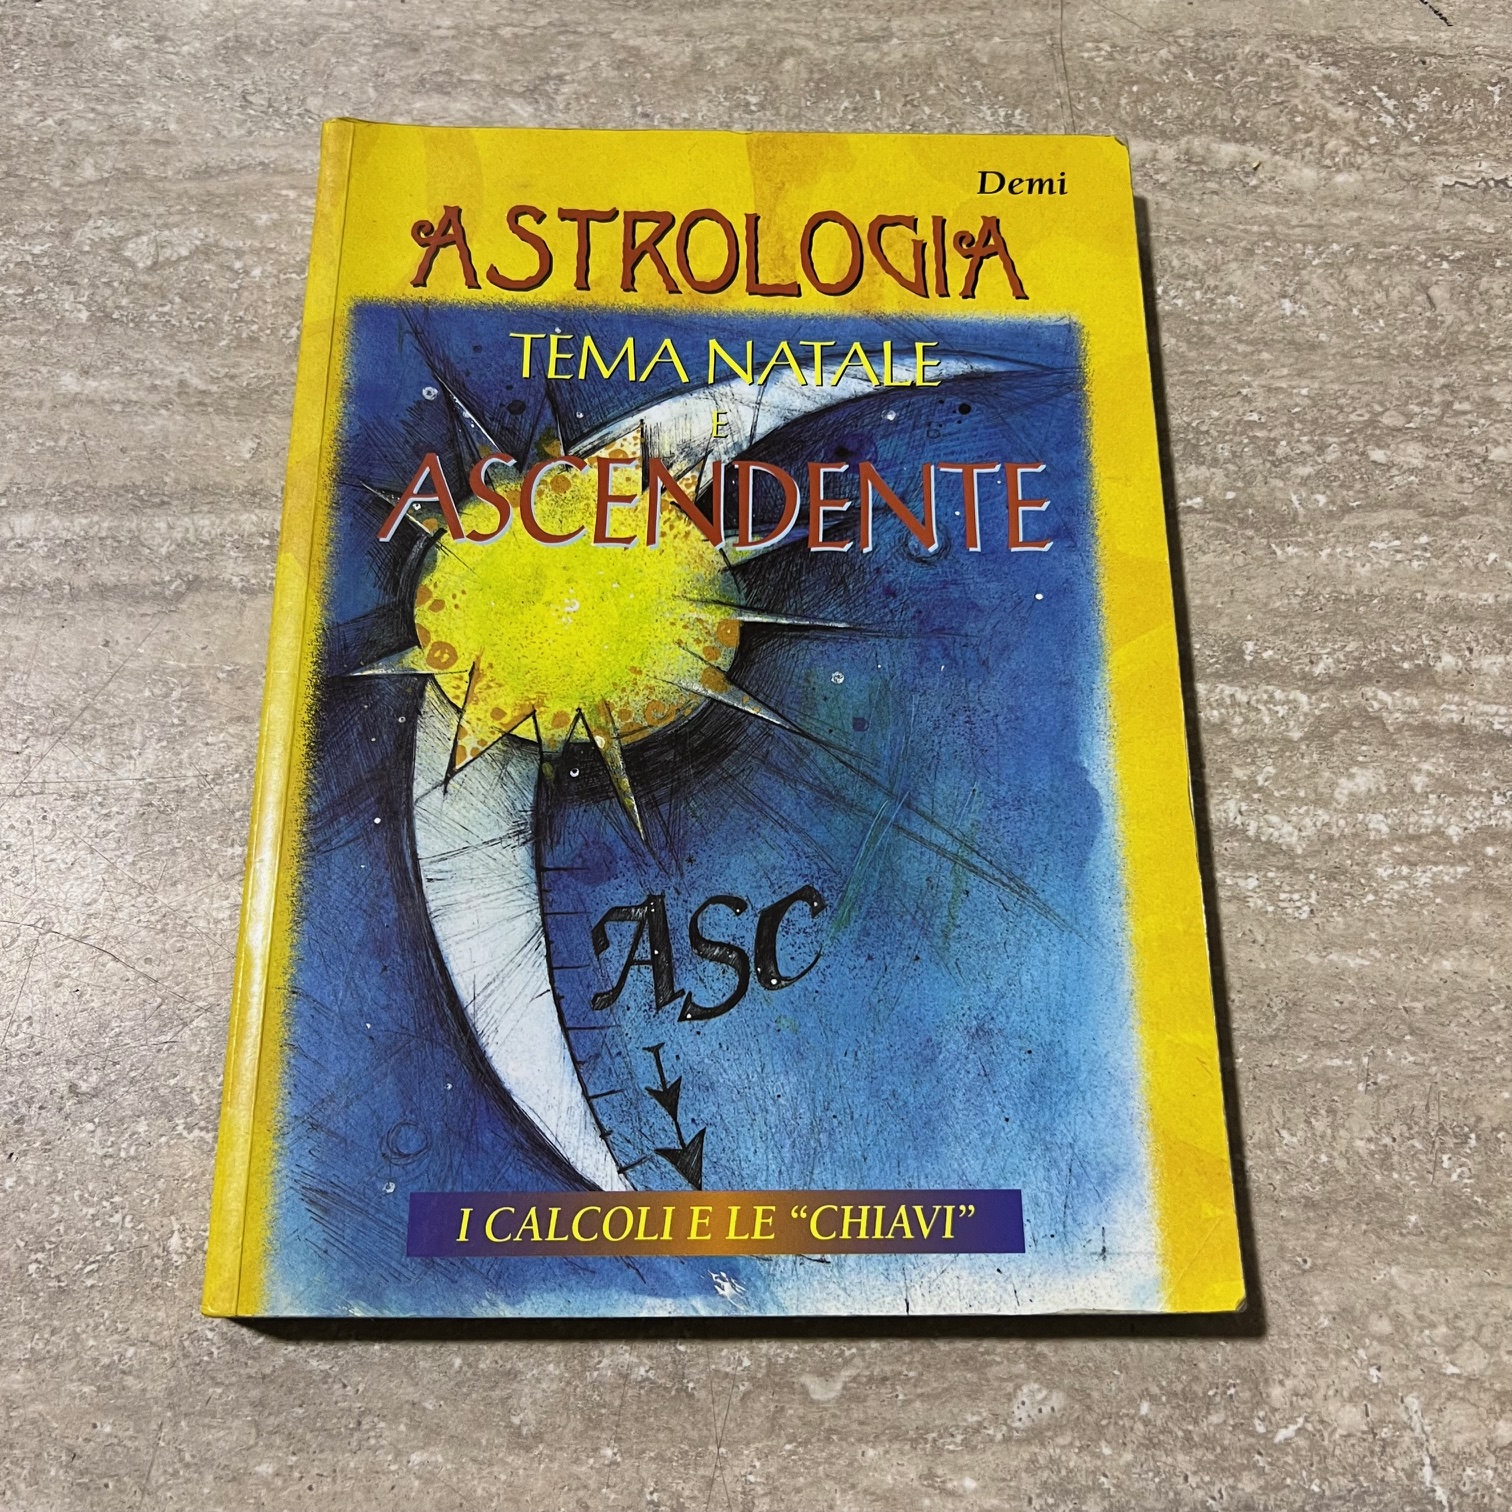 Demi
ASTROLOGIA
TEMA NATALE
E
ASCENDENTE
ASC
I CALCOLI E LE “CHIAVI”